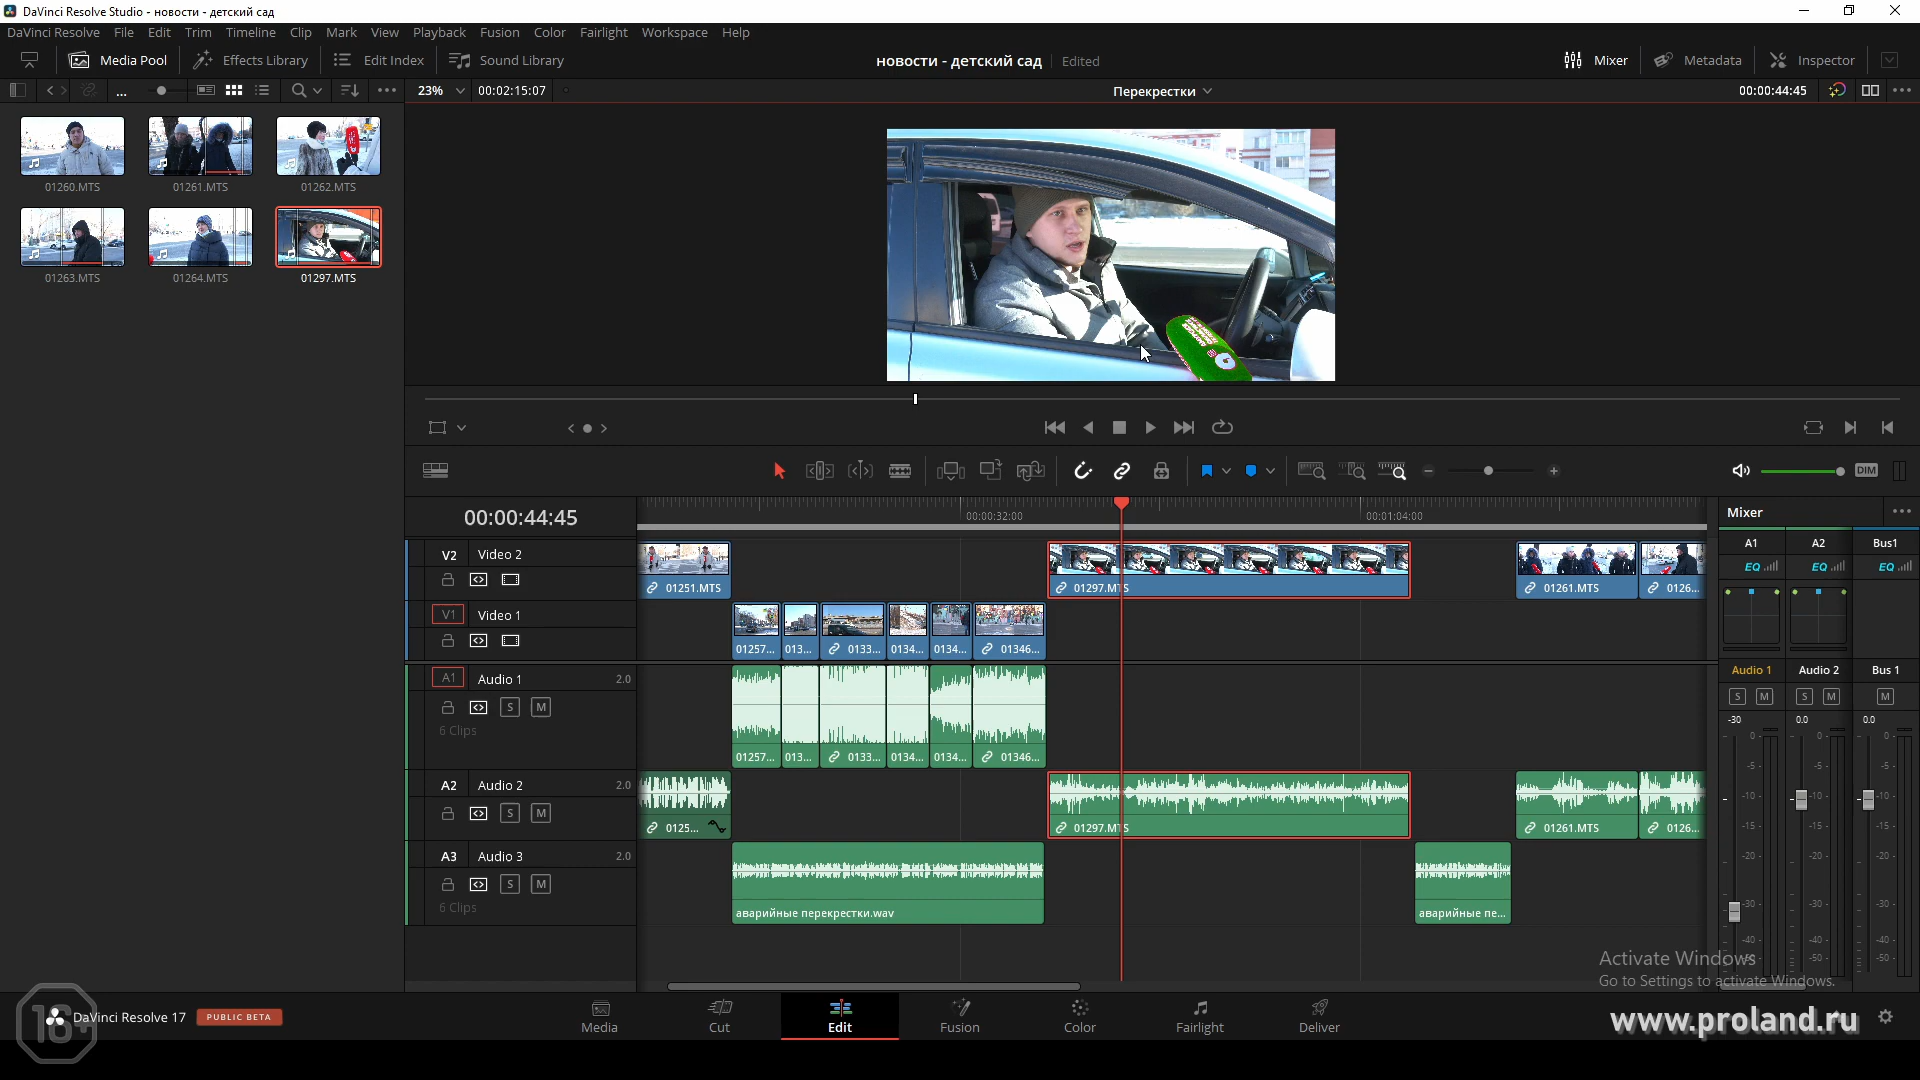 DaVinci Resolve Studio - новости - детский сад
DaVinci Resolve File Edit Trim Timeline Clip Mark View Playback Fusion Color Fairlight Workspace Help
Media Pool Effects Library Edit Index Sound Library
новости - детский сад Edited
Mixer Metadata Inspector
...
23% 00:02:15:07
Перекрестки
00:00:44:45
01260.MTS 01261.MTS 01262.MTS
01263.MTS 01264.MTS 01297.MTS
DIM
00:00:44:45
00:00:32:00 00:01:04:00
Mixer
V2 Video 2
01251.MTS 01297.MTS 01261.MTS 0126...
V1 Video 1
01257... 013... 0133... 0134... 0134... 01346...
A1 Audio 1 2.0
S M
6 Clips
01257... 013... 0133... 0134... 0134... 01346...
A2 Audio 2 2.0
S M
0125... 01297.MTS 01261.MTS 0126...
A3 Audio 3 2.0
S M
6 Clips
аварийные перекрестки.wav аварийные пе...
A1 A2 Bus1
EQ EQ EQ
Audio 1 Audio 2 Bus 1
S M S M M
-30 0.0 0.0
0- 0- 0-
-5- -5- -5-
-10- -10- -10-
-15- -15- -15-
-20- -20- -20-
-30- -30- -30-
-40- -40- -40-
-50- -50- -50-
Activate Windows
Go to Settings to activate Windows.
16+
DaVinci Resolve 17 PUBLIC BETA
Media Cut Edit Fusion Color Fairlight Deliver
www.proland.ru